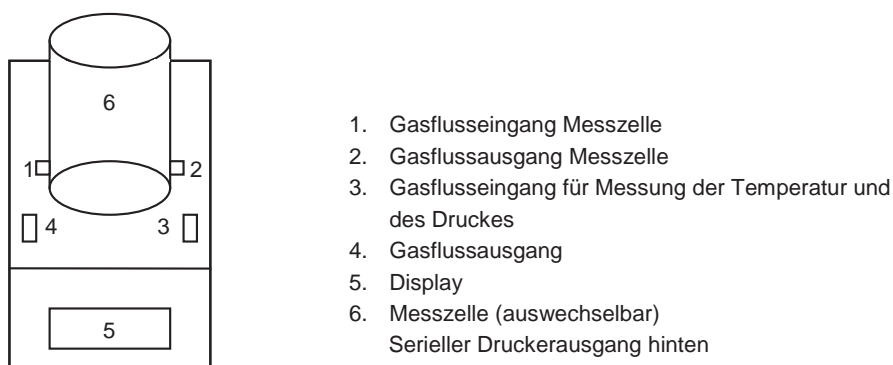 6
1
2
4
3
5
1. Gasflusseingang Messzelle
2. Gasflussausgang Messzelle
3. Gasflusseingang für Messung der Temperatur und
des Druckes
4. Gasflussausgang
5. Display
6. Messzelle (auswechselbar)
Serieller Druckerausgang hinten